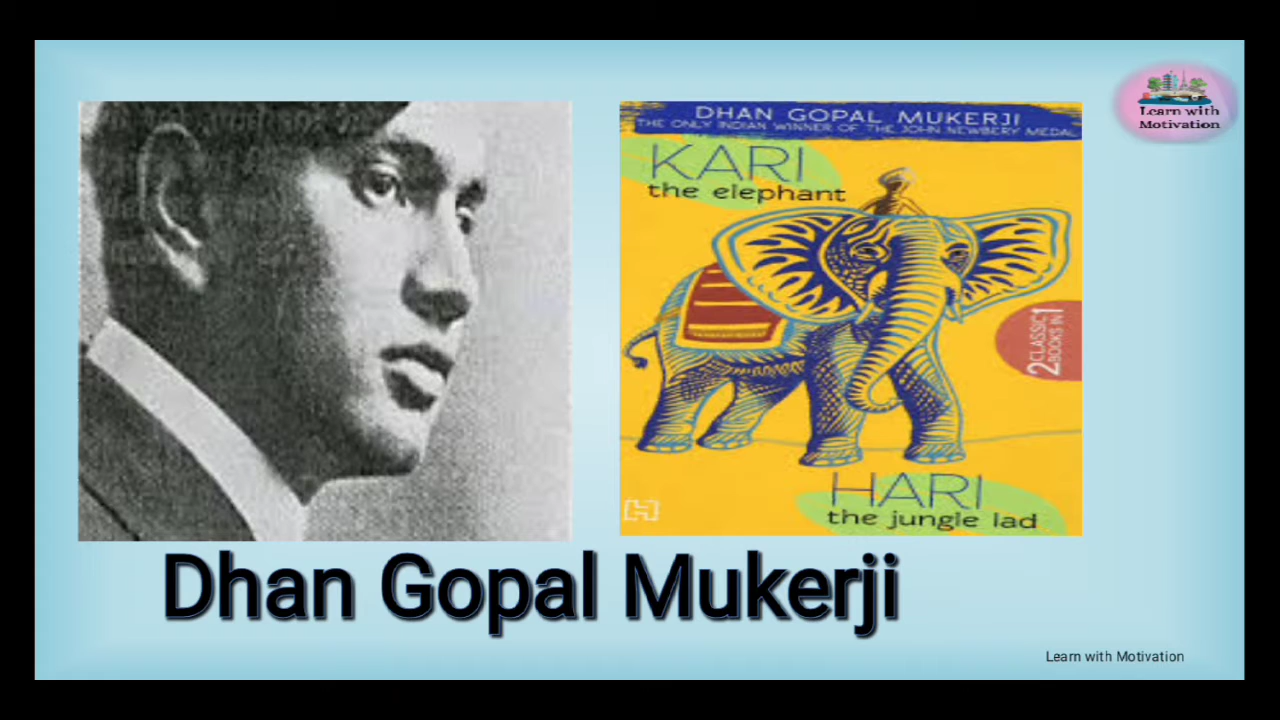 DHAN GOPAL MUKERJI
THE ONLY INDIAN WINNER OF THE JOHN NEWBERY MEDAL
KARI
the elephant
2 CLASSIC
BOOKS IN 1
HARI
the jungle lad
Learn with
Motivation
Dhan Gopal Mukerji
Learn with Motivation